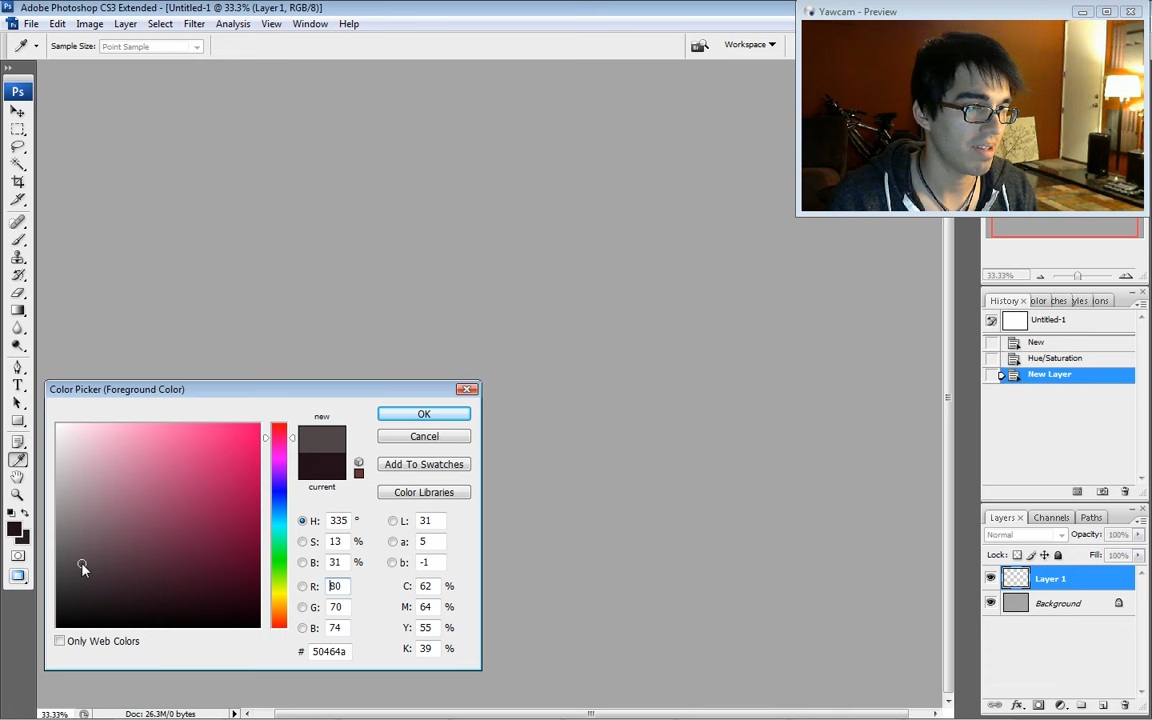 Adobe Photoshop CS3 Extended - [Untitled-1 @ 33.3% (Layer 1, RGB/8)]
Yawcam - Preview
File Edit Image Layer Select Filter Analysis View Window Help
Sample Size: Point Sample
Workspace
Ps
33.33%
History
Untitled-1
New
Hue/Saturation
New Layer
Color Picker (Foreground Color)
new
current
OK
Cancel
Add To Swatches
Color Libraries
H: 335 °
S: 13 %
B: 31 %
R: 80
G: 70
B: 74
# 50464a
L: 31
a: 5
b: -1
C: 62 %
M: 64 %
Y: 55 %
K: 39 %
Only Web Colors
Layers Channels Paths
Normal Opacity: 100%
Lock: Fill: 100%
Layer 1
Background
33.33% Doc: 26.3M/0 bytes